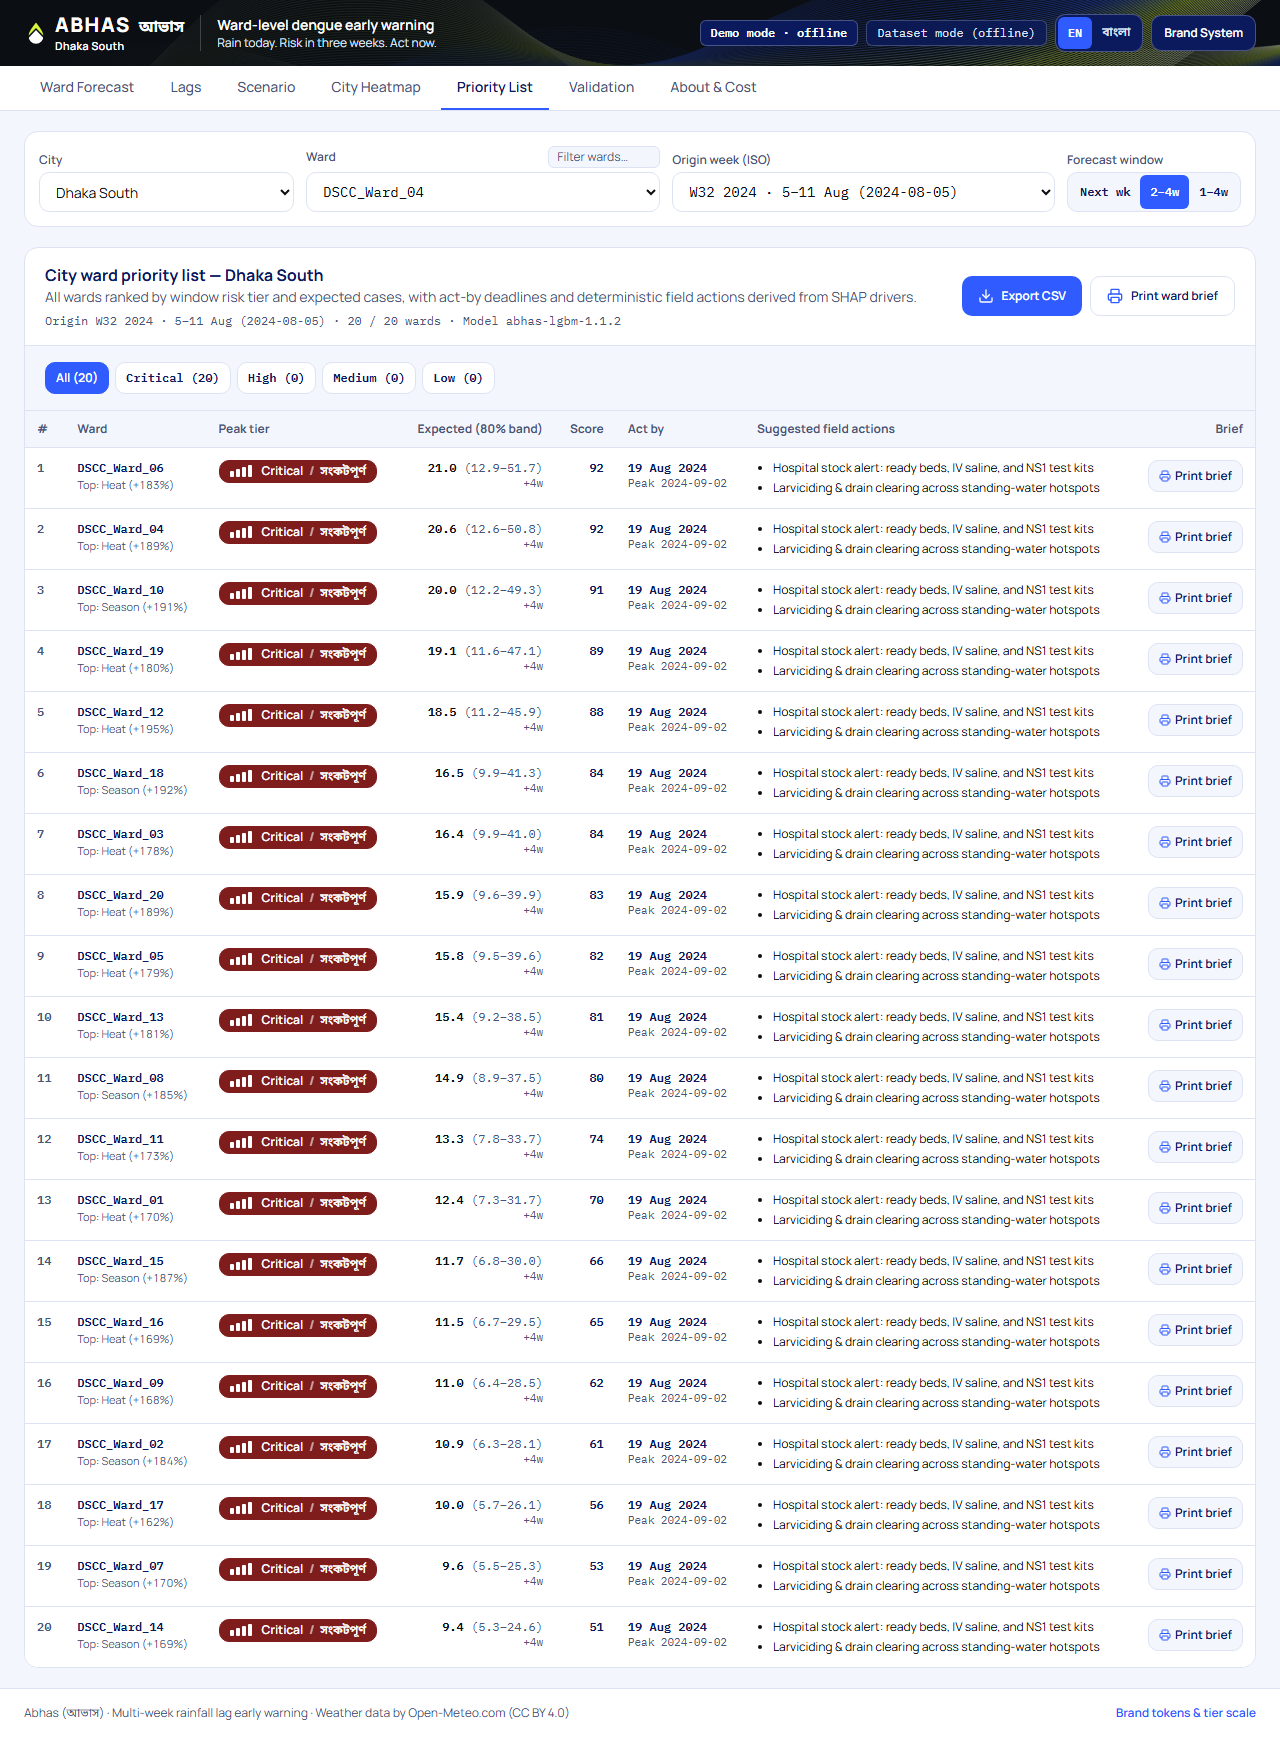 ABHAS আভাস
Dhaka South
Ward-level dengue early warning
Rain today. Risk in three weeks. Act now.
Demo mode · offline
Dataset mode (offline)
EN
বাংলা
Brand System
Ward Forecast
Lags
Scenario
City Heatmap
Priority List
Validation
About & Cost
City
Dhaka South
Ward
Filter wards…
DSCC_Ward_04
Origin week (ISO)
W32 2024 · 5–11 Aug (2024-08-05)
Forecast window
Next wk
2–4w
1–4w
City ward priority list — Dhaka South
All wards ranked by window risk tier and expected cases, with act-by deadlines and deterministic field actions derived from SHAP drivers.
Origin W32 2024 · 5–11 Aug (2024-08-05) · 20 / 20 wards · Model abhas-lgbm-1.1.2
Export CSV
Print ward brief
All (20)
Critical (20)
High (0)
Medium (0)
Low (0)
# Ward Peak tier Expected (80% band) Score Act by Suggested field actions Brief
1 DSCC_Ward_06 Critical / সংকটপূর্ণ 21.0 (12.9–51.7) 92 19 Aug 2024 • Hospital stock alert: ready beds, IV saline, and NS1 test kits Print brief
Top: Heat (+183%) +4w Peak 2024-09-02 • Larviciding & drain clearing across standing-water hotspots
2 DSCC_Ward_04 Critical / সংকটপূর্ণ 20.6 (12.6–50.8) 92 19 Aug 2024 • Hospital stock alert: ready beds, IV saline, and NS1 test kits Print brief
Top: Heat (+189%) +4w Peak 2024-09-02 • Larviciding & drain clearing across standing-water hotspots
3 DSCC_Ward_10 Critical / সংকটপূর্ণ 20.0 (12.2–49.3) 91 19 Aug 2024 • Hospital stock alert: ready beds, IV saline, and NS1 test kits Print brief
Top: Season (+191%) +4w Peak 2024-09-02 • Larviciding & drain clearing across standing-water hotspots
4 DSCC_Ward_19 Critical / সংকটপূর্ণ 19.1 (11.6–47.1) 89 19 Aug 2024 • Hospital stock alert: ready beds, IV saline, and NS1 test kits Print brief
Top: Heat (+180%) +4w Peak 2024-09-02 • Larviciding & drain clearing across standing-water hotspots
5 DSCC_Ward_12 Critical / সংকটপূর্ণ 18.5 (11.2–45.9) 88 19 Aug 2024 • Hospital stock alert: ready beds, IV saline, and NS1 test kits Print brief
Top: Heat (+195%) +4w Peak 2024-09-02 • Larviciding & drain clearing across standing-water hotspots
6 DSCC_Ward_18 Critical / সংকটপূর্ণ 16.5 (9.9–41.3) 84 19 Aug 2024 • Hospital stock alert: ready beds, IV saline, and NS1 test kits Print brief
Top: Season (+192%) +4w Peak 2024-09-02 • Larviciding & drain clearing across standing-water hotspots
7 DSCC_Ward_03 Critical / সংকটপূর্ণ 16.4 (9.9–41.0) 84 19 Aug 2024 • Hospital stock alert: ready beds, IV saline, and NS1 test kits Print brief
Top: Heat (+178%) +4w Peak 2024-09-02 • Larviciding & drain clearing across standing-water hotspots
8 DSCC_Ward_20 Critical / সংকটপূর্ণ 15.9 (9.6–39.9) 83 19 Aug 2024 • Hospital stock alert: ready beds, IV saline, and NS1 test kits Print brief
Top: Heat (+189%) +4w Peak 2024-09-02 • Larviciding & drain clearing across standing-water hotspots
9 DSCC_Ward_05 Critical / সংকটপূর্ণ 15.8 (9.5–39.6) 82 19 Aug 2024 • Hospital stock alert: ready beds, IV saline, and NS1 test kits Print brief
Top: Heat (+179%) +4w Peak 2024-09-02 • Larviciding & drain clearing across standing-water hotspots
10 DSCC_Ward_13 Critical / সংকটপূর্ণ 15.4 (9.2–38.5) 81 19 Aug 2024 • Hospital stock alert: ready beds, IV saline, and NS1 test kits Print brief
Top: Heat (+181%) +4w Peak 2024-09-02 • Larviciding & drain clearing across standing-water hotspots
11 DSCC_Ward_08 Critical / সংকটপূর্ণ 14.9 (8.9–37.5) 80 19 Aug 2024 • Hospital stock alert: ready beds, IV saline, and NS1 test kits Print brief
Top: Season (+185%) +4w Peak 2024-09-02 • Larviciding & drain clearing across standing-water hotspots
12 DSCC_Ward_11 Critical / সংকটপূর্ণ 13.3 (7.8–33.7) 74 19 Aug 2024 • Hospital stock alert: ready beds, IV saline, and NS1 test kits Print brief
Top: Heat (+173%) +4w Peak 2024-09-02 • Larviciding & drain clearing across standing-water hotspots
13 DSCC_Ward_01 Critical / সংকটপূর্ণ 12.4 (7.3–31.7) 70 19 Aug 2024 • Hospital stock alert: ready beds, IV saline, and NS1 test kits Print brief
Top: Heat (+170%) +4w Peak 2024-09-02 • Larviciding & drain clearing across standing-water hotspots
14 DSCC_Ward_15 Critical / সংকটপূর্ণ 11.7 (6.8–30.0) 66 19 Aug 2024 • Hospital stock alert: ready beds, IV saline, and NS1 test kits Print brief
Top: Season (+187%) +4w Peak 2024-09-02 • Larviciding & drain clearing across standing-water hotspots
15 DSCC_Ward_16 Critical / সংকটপূর্ণ 11.5 (6.7–29.5) 65 19 Aug 2024 • Hospital stock alert: ready beds, IV saline, and NS1 test kits Print brief
Top: Heat (+169%) +4w Peak 2024-09-02 • Larviciding & drain clearing across standing-water hotspots
16 DSCC_Ward_09 Critical / সংকটপূর্ণ 11.0 (6.4–28.5) 62 19 Aug 2024 • Hospital stock alert: ready beds, IV saline, and NS1 test kits Print brief
Top: Heat (+168%) +4w Peak 2024-09-02 • Larviciding & drain clearing across standing-water hotspots
17 DSCC_Ward_02 Critical / সংকটপূর্ণ 10.9 (6.3–28.1) 61 19 Aug 2024 • Hospital stock alert: ready beds, IV saline, and NS1 test kits Print brief
Top: Season (+184%) +4w Peak 2024-09-02 • Larviciding & drain clearing across standing-water hotspots
18 DSCC_Ward_17 Critical / সংকটপূর্ণ 10.0 (5.7–26.1) 56 19 Aug 2024 • Hospital stock alert: ready beds, IV saline, and NS1 test kits Print brief
Top: Heat (+162%) +4w Peak 2024-09-02 • Larviciding & drain clearing across standing-water hotspots
19 DSCC_Ward_07 Critical / সংকটপূর্ণ 9.6 (5.5–25.3) 53 19 Aug 2024 • Hospital stock alert: ready beds, IV saline, and NS1 test kits Print brief
Top: Season (+170%) +4w Peak 2024-09-02 • Larviciding & drain clearing across standing-water hotspots
20 DSCC_Ward_14 Critical / সংকটপূর্ণ 9.4 (5.3–24.6) 51 19 Aug 2024 • Hospital stock alert: ready beds, IV saline, and NS1 test kits Print brief
Top: Season (+169%) +4w Peak 2024-09-02 • Larviciding & drain clearing across standing-water hotspots
Abhas (আভাস) · Multi-week rainfall lag early warning · Weather data by Open-Meteo.com (CC BY 4.0)
Brand tokens & tier scale